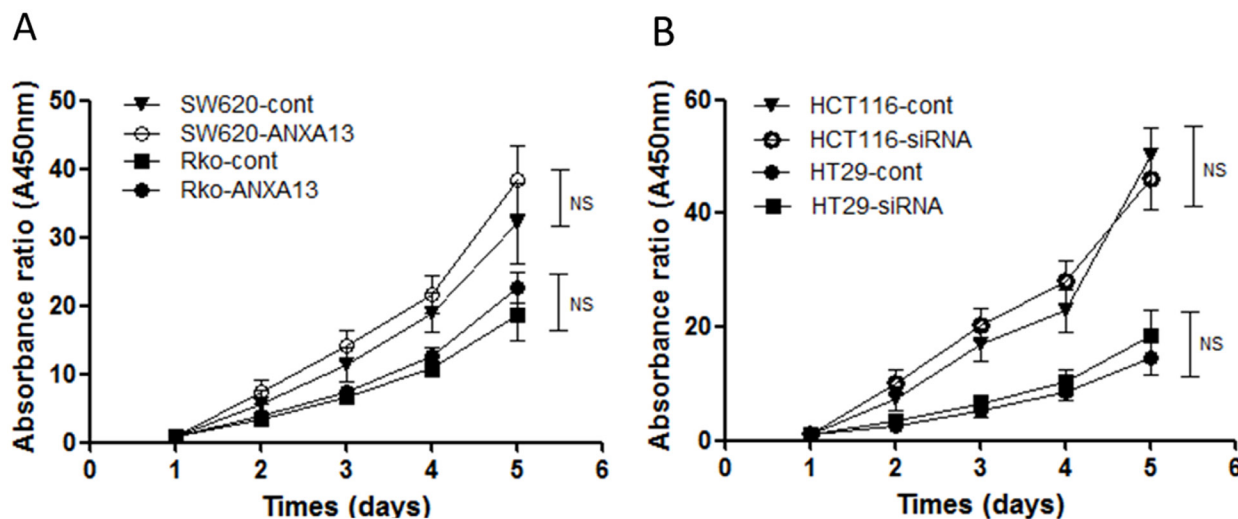 A
Absorbance ratio (A450nm)
50
40
30
20
10
0
SW620-cont
SW620-ANXA13
Rko-cont
Rko-ANXA13
NS
NS
0 1 2 3 4 5 6
Times (days)
B
Absorbance ratio (A450nm)
60
40
20
0
HCT116-cont
HCT116-siRNA
HT29-cont
HT29-siRNA
NS
NS
0 1 2 3 4 5 6
Times (days)